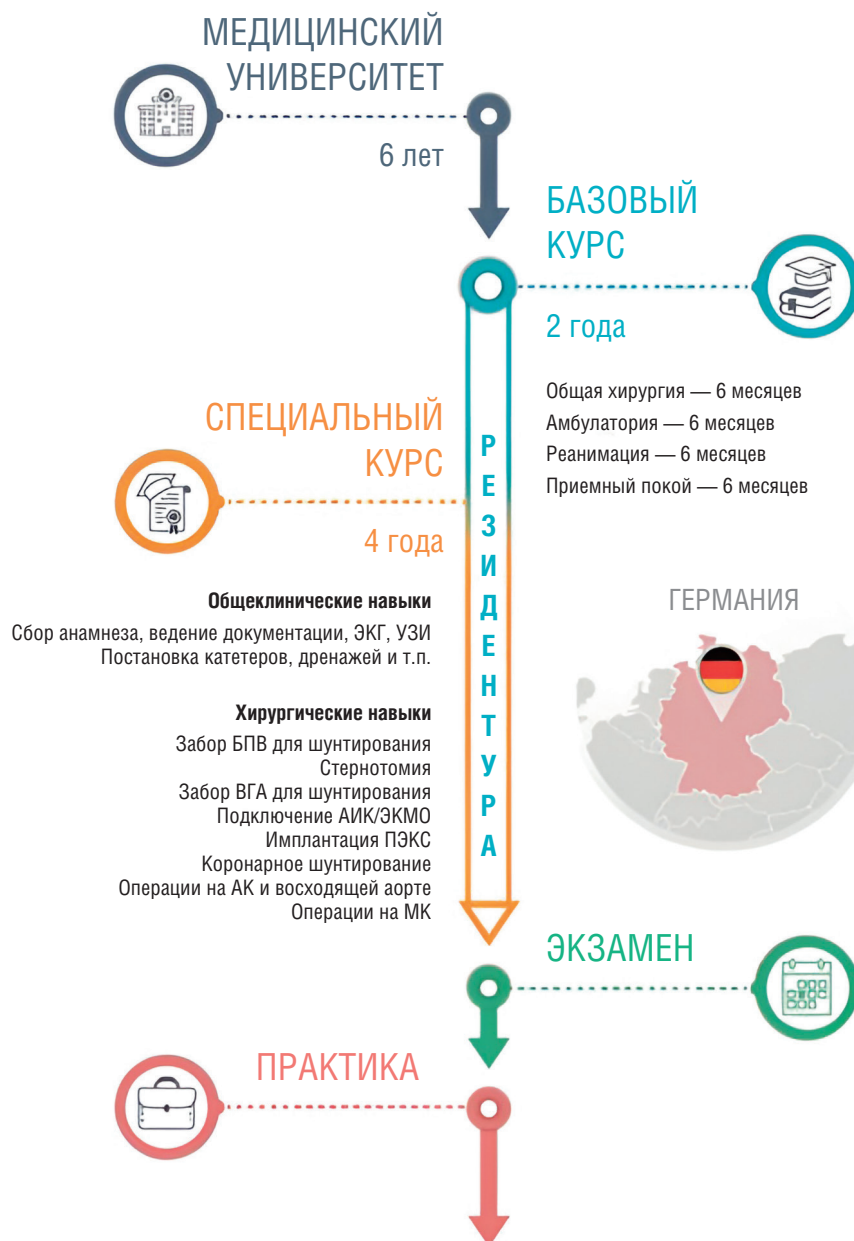 МЕДИЦИНСКИЙ
УНИВЕРСИТЕТ
6 лет
БАЗОВЫЙ
КУРС
2 года
Общая хирургия — 6 месяцев
Амбулатория — 6 месяцев
Реанимация — 6 месяцев
Приемный покой — 6 месяцев
СПЕЦИАЛЬНЫЙ
КУРС
4 года
РЕЗИДЕНТУРА
Общеклинические навыки
Сбор анамнеза, ведение документации, ЭКГ, УЗИ
Постановка катетеров, дренажей и т.п.
Хирургические навыки
Забор БПВ для шунтирования
Стернотомия
Забор ВГА для шунтирования
Подключение АИК/ЭКМО
Имплантация ПЭКС
Коронарное шунтирование
Операции на АК и восходящей аорте
Операции на МК
ГЕРМАНИЯ
ЭКЗАМЕН
ПРАКТИКА